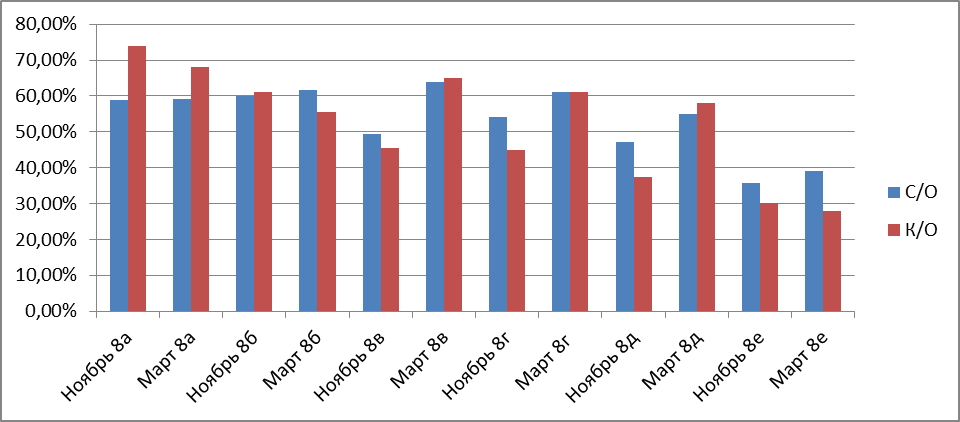 80,00%
70,00%
60,00%
50,00%
40,00%
30,00%
20,00%
10,00%
0,00%
Ноябрь 8а
Март 8а
Ноябрь 8б
Март 8б
Ноябрь 8в
Март 8в
Ноябрь 8г
Март 8г
Ноябрь 8д
Март 8д
Ноябрь 8е
Март 8е
С/О
К/О